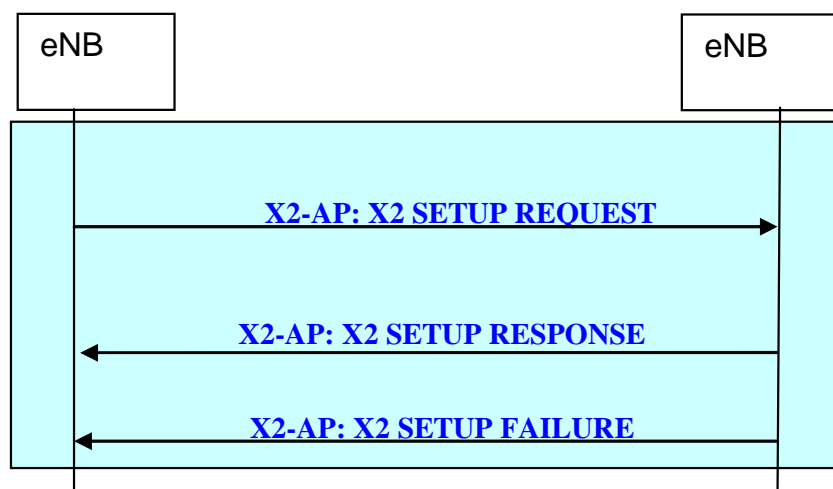 eNB
eNB
X2-AP: X2 SETUP REQUEST
X2-AP: X2 SETUP RESPONSE
X2-AP: X2 SETUP FAILURE